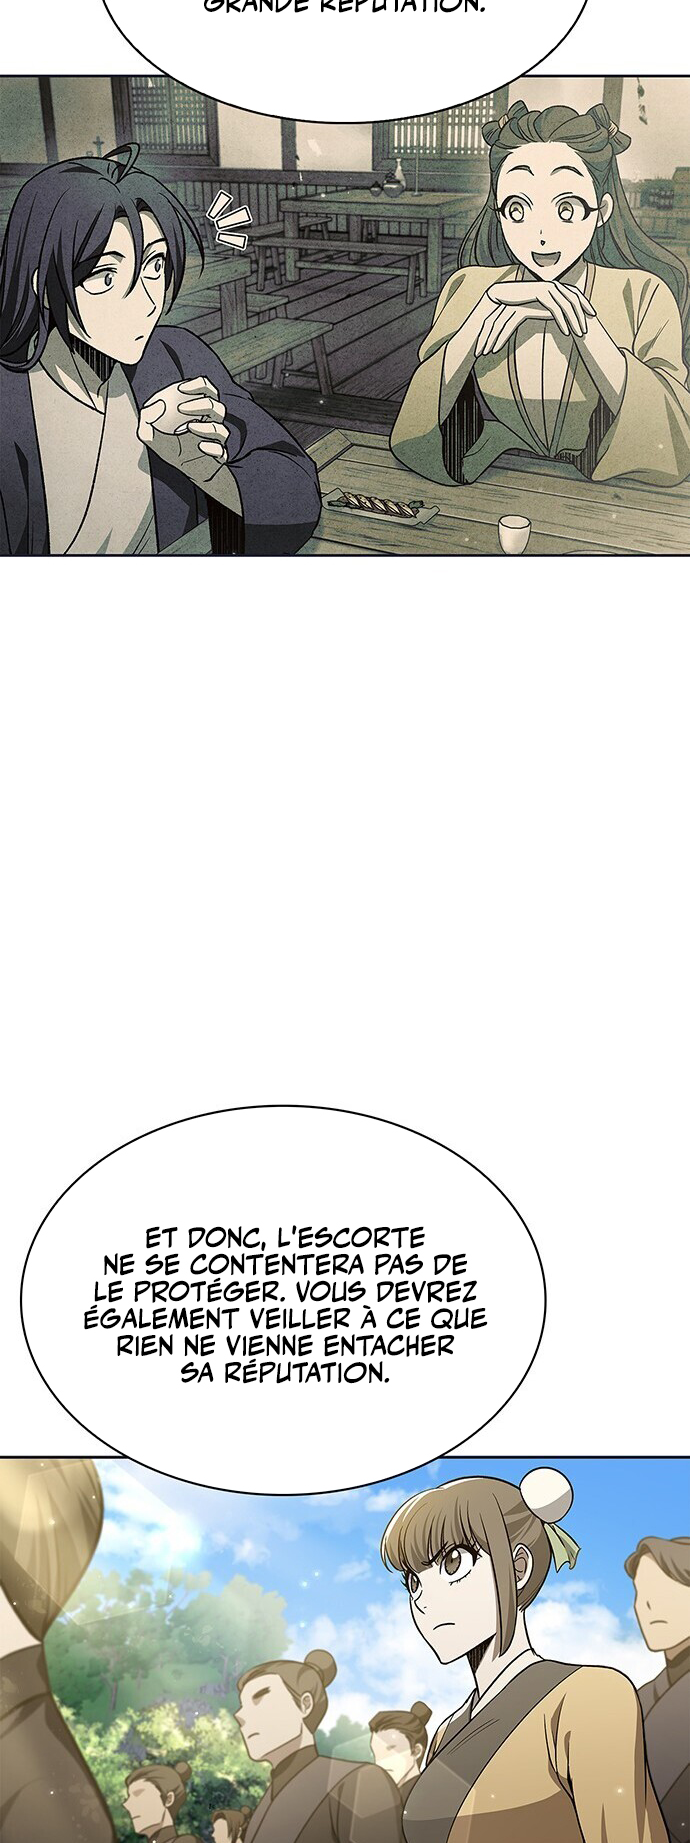 GRANDE RÉPUTATION.
ET DONC, L'ESCORTE
NE SE CONTENTERA PAS DE
LE PROTÉGER. VOUS DEVREZ
ÉGALEMENT VEILLER À CE QUE
RIEN NE VIENNE ENTACHER
SA RÉPUTATION.